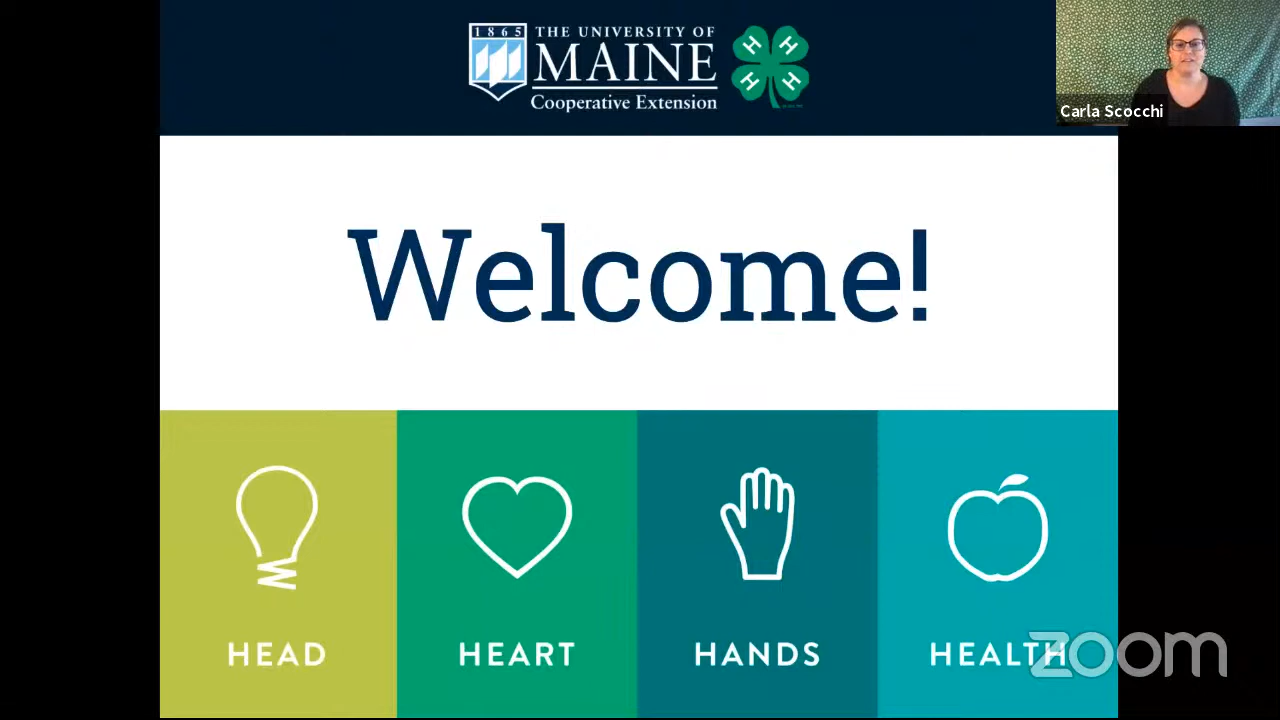 1865
THE UNIVERSITY OF
MAINE
Cooperative Extension
H H
H H
Carla Scocchi
Welcome!
HEAD HEART HANDS HEALTH
zoom